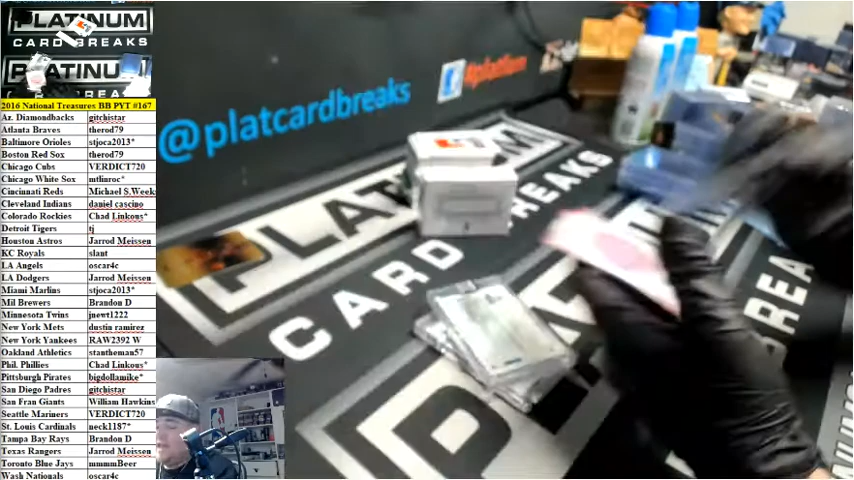 PLATINUM
CARD BREAKS
PLATINUM
2016 National Treasures BB PYT #167
Az. Diamondbacks gitchistar
Atlanta Braves therod79
Baltimore Orioles stjoca2013*
Boston Red Sox therod79
Chicago Cubs VERDICT720
Chicago White Sox mtlinroc*
Cincinnati Reds Michael S.Week
Cleveland Indians daniel cascino
Colorado Rockies Chad Linkous*
Detroit Tigers tj
Houston Astros Jarrod Meissen
KC Royals slant
LA Angels oscar4c
LA Dodgers Jarrod Meissen
Miami Marlins stjoca2013*
Mil Brewers Brandon D
Minnesota Twins jnewt1222
New York Mets dustin ramirez
New York Yankees RAW2392 W
Oakland Athletics stantheman57
Phil. Phillies Chad Linkous*
Pittsburgh Pirates bigdollamike*
San Diego Padres gitchistar
San Fran Giants William Hawkins
Seattle Mariners VERDICT720
St. Louis Cardinals neck1187*
Tampa Bay Rays Brandon D
Texas Rangers Jarrod Meissen
Toronto Blue Jays mmmmBeer
Wash Nationals oscar4c
@platcardbreaks
#platinum
CARD BREAKS